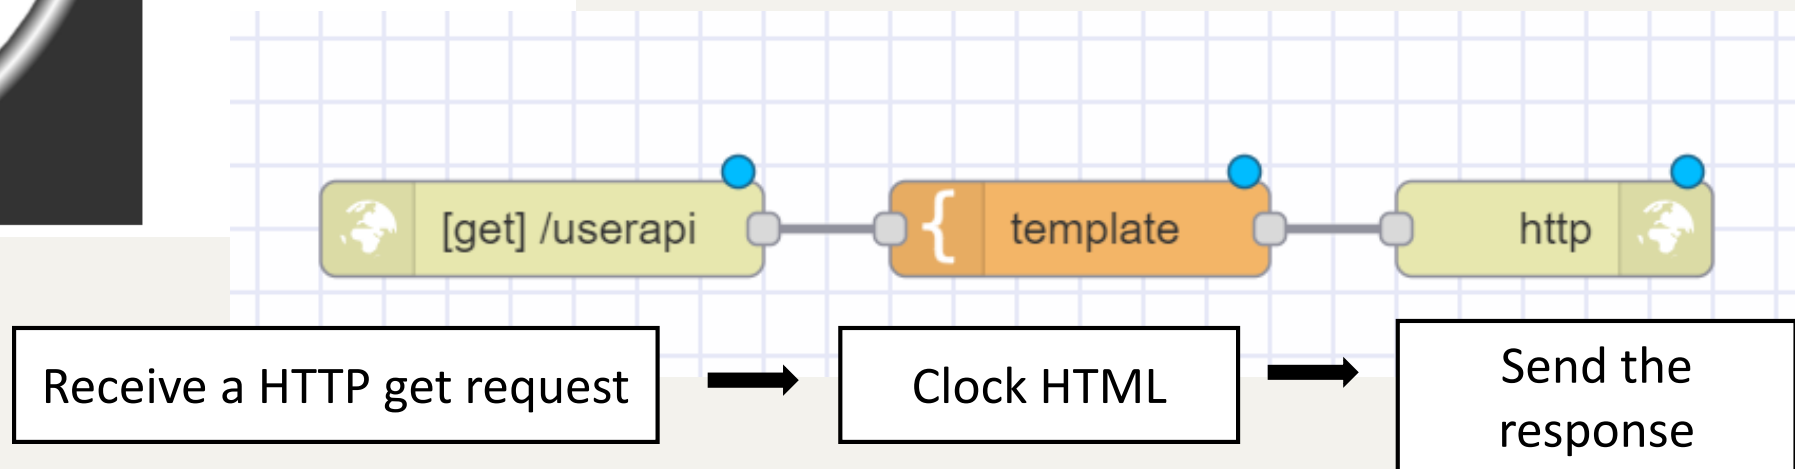 [get] /userapi
{ template
http
Receive a HTTP get request
Clock HTML
Send the
response